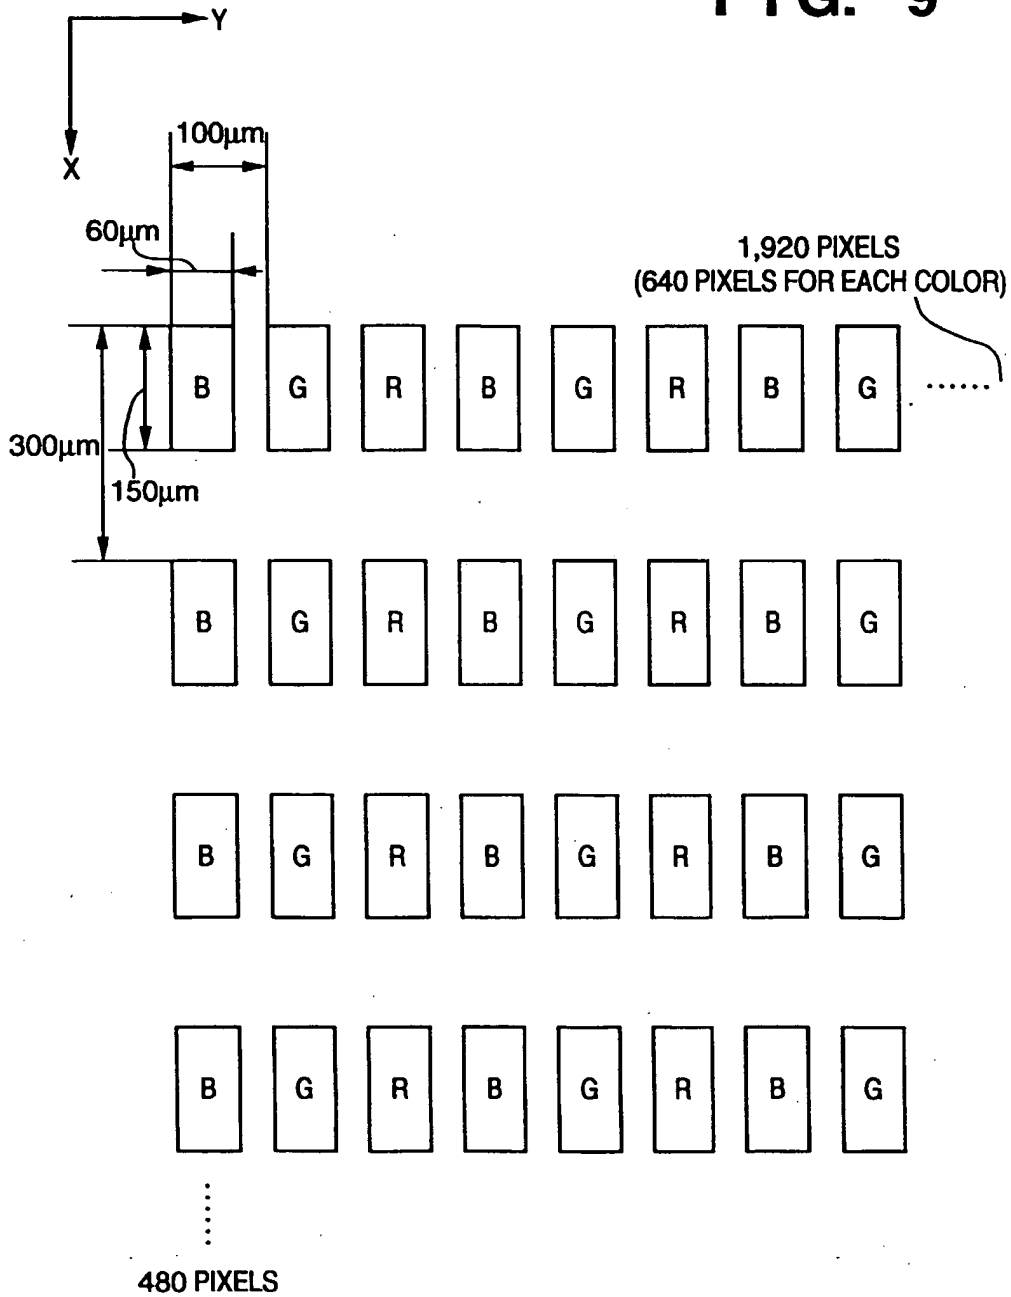 FIG. 9
Y
X
100µm
60µm
1,920 PIXELS
(640 PIXELS FOR EACH COLOR)
B G R B G R B G ......
300µm
150µm
B G R B G R B G
B G R B G R B G
B G R B G R B G
480 PIXELS